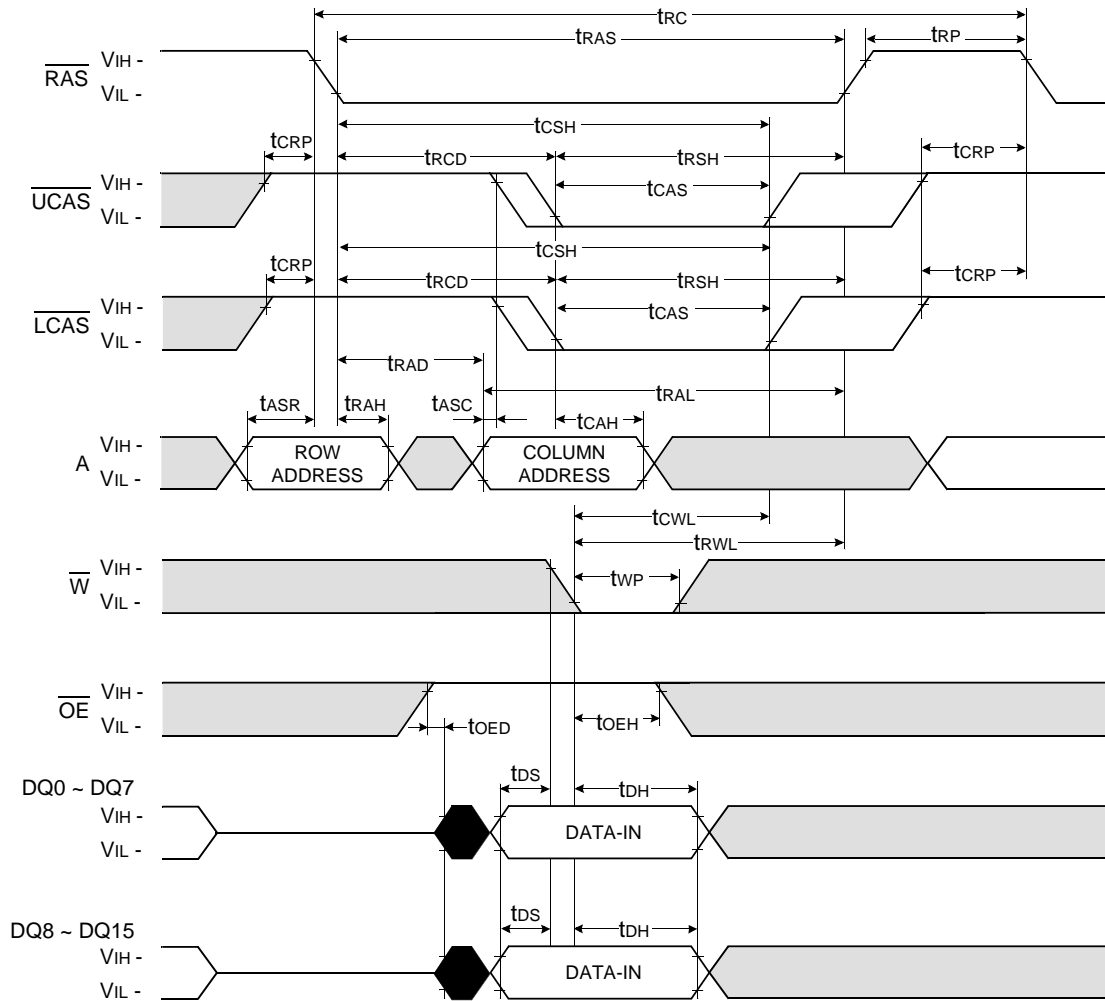 tRC
tRAS
tRP
RAS
VIH -
VIL -
tCSH
tCRP
tRCD
tRSH
tCRP
UCAS
VIH -
VIL -
tCAS
tCSH
tCRP
tRCD
tRSH
tCRP
LCAS
VIH -
VIL -
tCAS
tRAD
tRAL
tASR
tRAH
tASC
tCAH
A
VIH -
VIL -
ROW
ADDRESS
COLUMN
ADDRESS
tCWL
tRWL
W
VIH -
VIL -
tWP
OE
VIH -
VIL -
tOED
tOEH
DQ0 ~ DQ7
VIH -
VIL -
tDS
tDH
DATA-IN
DQ8 ~ DQ15
VIH -
VIL -
tDS
tDH
DATA-IN